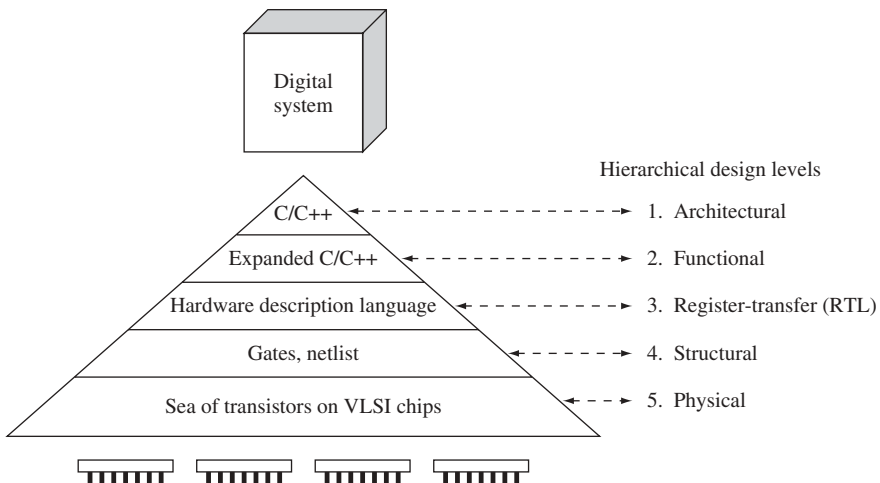 Digital
system
Hierarchical design levels
C/C++
1. Architectural
Expanded C/C++
2. Functional
Hardware description language
3. Register-transfer (RTL)
Gates, netlist
4. Structural
Sea of transistors on VLSI chips
5. Physical